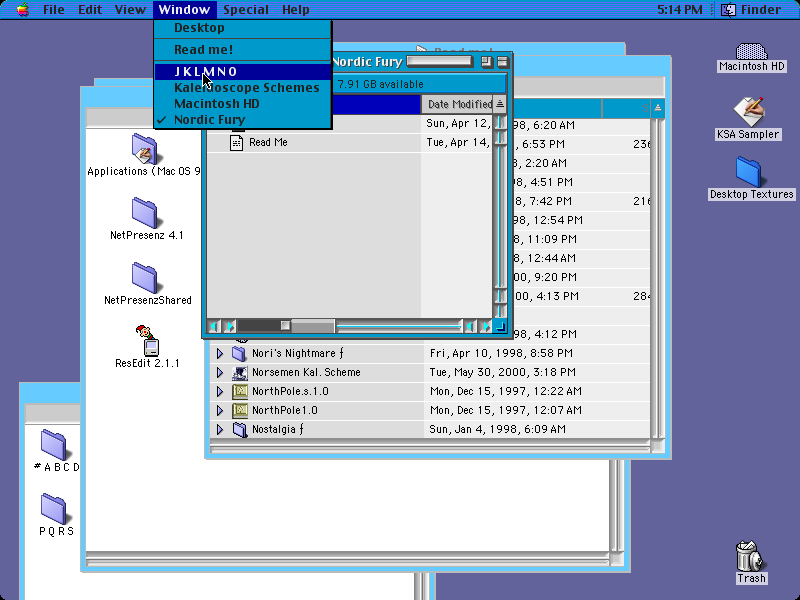 File Edit View Window Special Help 5:14 PM Finder
Desktop
Read me!
J K L M N O
Kaleidoscope Schemes
Macintosh HD
✓ Nordic Fury
Read me!
Nordic Fury
7.91 GB available
Date Modified
Sun, Apr 12,
Read Me Tue, Apr 14,
98, 6:20 AM
, 6:53 PM 236
, 2:20 AM
98, 4:51 PM
8, 7:42 PM 216
, 12:54 PM
8, 11:09 PM
, 12:44 AM
00, 9:20 PM
00, 4:13 PM 284
98, 4:12 PM
Nori's Nightmare ƒ Fri, Apr 10, 1998, 8:58 PM
Norsemen Kal. Scheme Tue, May 30, 2000, 3:18 PM
NorthPole.s.1.0 Mon, Dec 15, 1997, 12:22 AM
NorthPole1.0 Mon, Dec 15, 1997, 12:07 AM
Nostalgia ƒ Sun, Jan 4, 1998, 6:09 AM
Applications (Mac OS 9
NetPresenz 4.1
NetPresenzShared
ResEdit 2.1.1
# A B C D
P Q R S
Macintosh HD
KSA Sampler
Desktop Textures
Trash